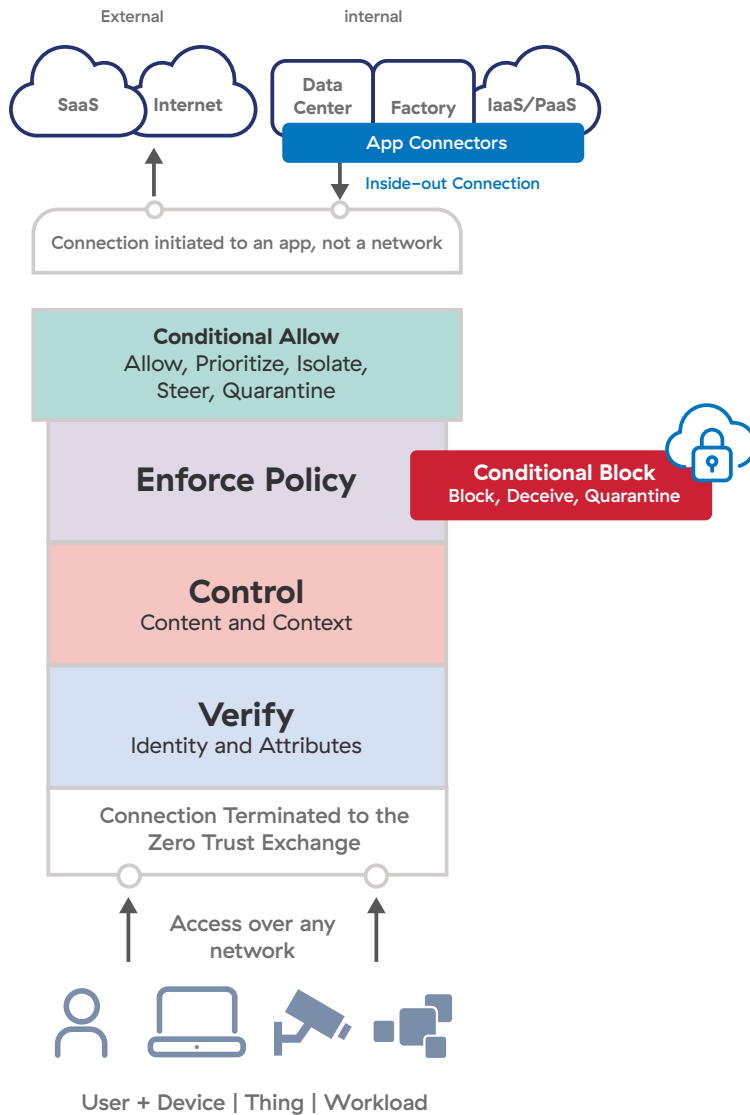 External
internal
SaaS
Internet
Data
Center
Factory
IaaS/PaaS
App Connectors
Inside-out Connection
Connection initiated to an app, not a network
Conditional Allow
Allow, Prioritize, Isolate,
Steer, Quarantine
Enforce Policy
Conditional Block
Block, Deceive, Quarantine
Control
Content and Context
Verify
Identity and Attributes
Connection Terminated to the
Zero Trust Exchange
Access over any
network
User + Device | Thing | Workload